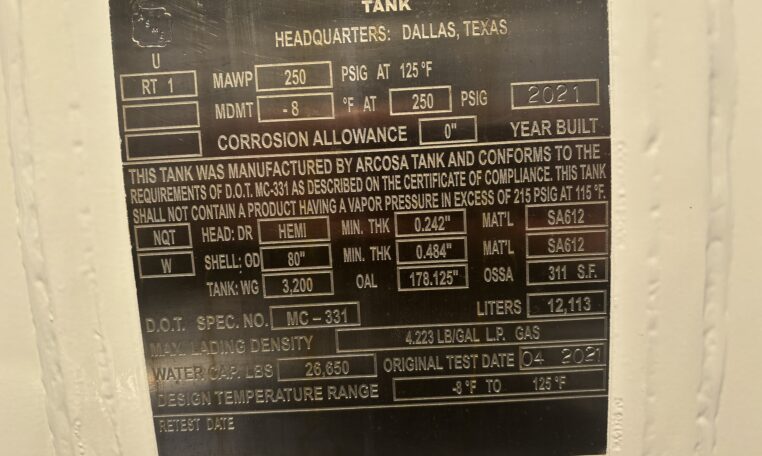 TANK
HEADQUARTERS: DALLAS, TEXAS
U
RT 1 MAWP 250 PSIG AT 125 °F
MDMT -8 °F AT 250 PSIG 2021
CORROSION ALLOWANCE 0" YEAR BUILT
THIS TANK WAS MANUFACTURED BY ARCOSA TANK AND CONFORMS TO THE
REQUIREMENTS OF D.O.T. MC-331 AS DESCRIBED ON THE CERTIFICATE OF COMPLIANCE. THIS TANK
SHALL NOT CONTAIN A PRODUCT HAVING A VAPOR PRESSURE IN EXCESS OF 215 PSIG AT 115 °F.
NQT HEAD: DR HEMI MIN. THK 0.242" MAT'L SA612
W SHELL: OD 80" MIN. THK 0.484" MAT'L SA612
TANK: WG 3,200 OAL 178.125" OSSA 311 S.F.
D.O.T. SPEC. NO. MC-331 LITERS 12,113
MAX. LADING DENSITY 4.223 LB/GAL L.P. GAS
WATER CAP. LBS 26,650 ORIGINAL TEST DATE 04 2021
DESIGN TEMPERATURE RANGE -8 °F TO 125 °F
RETEST DATE